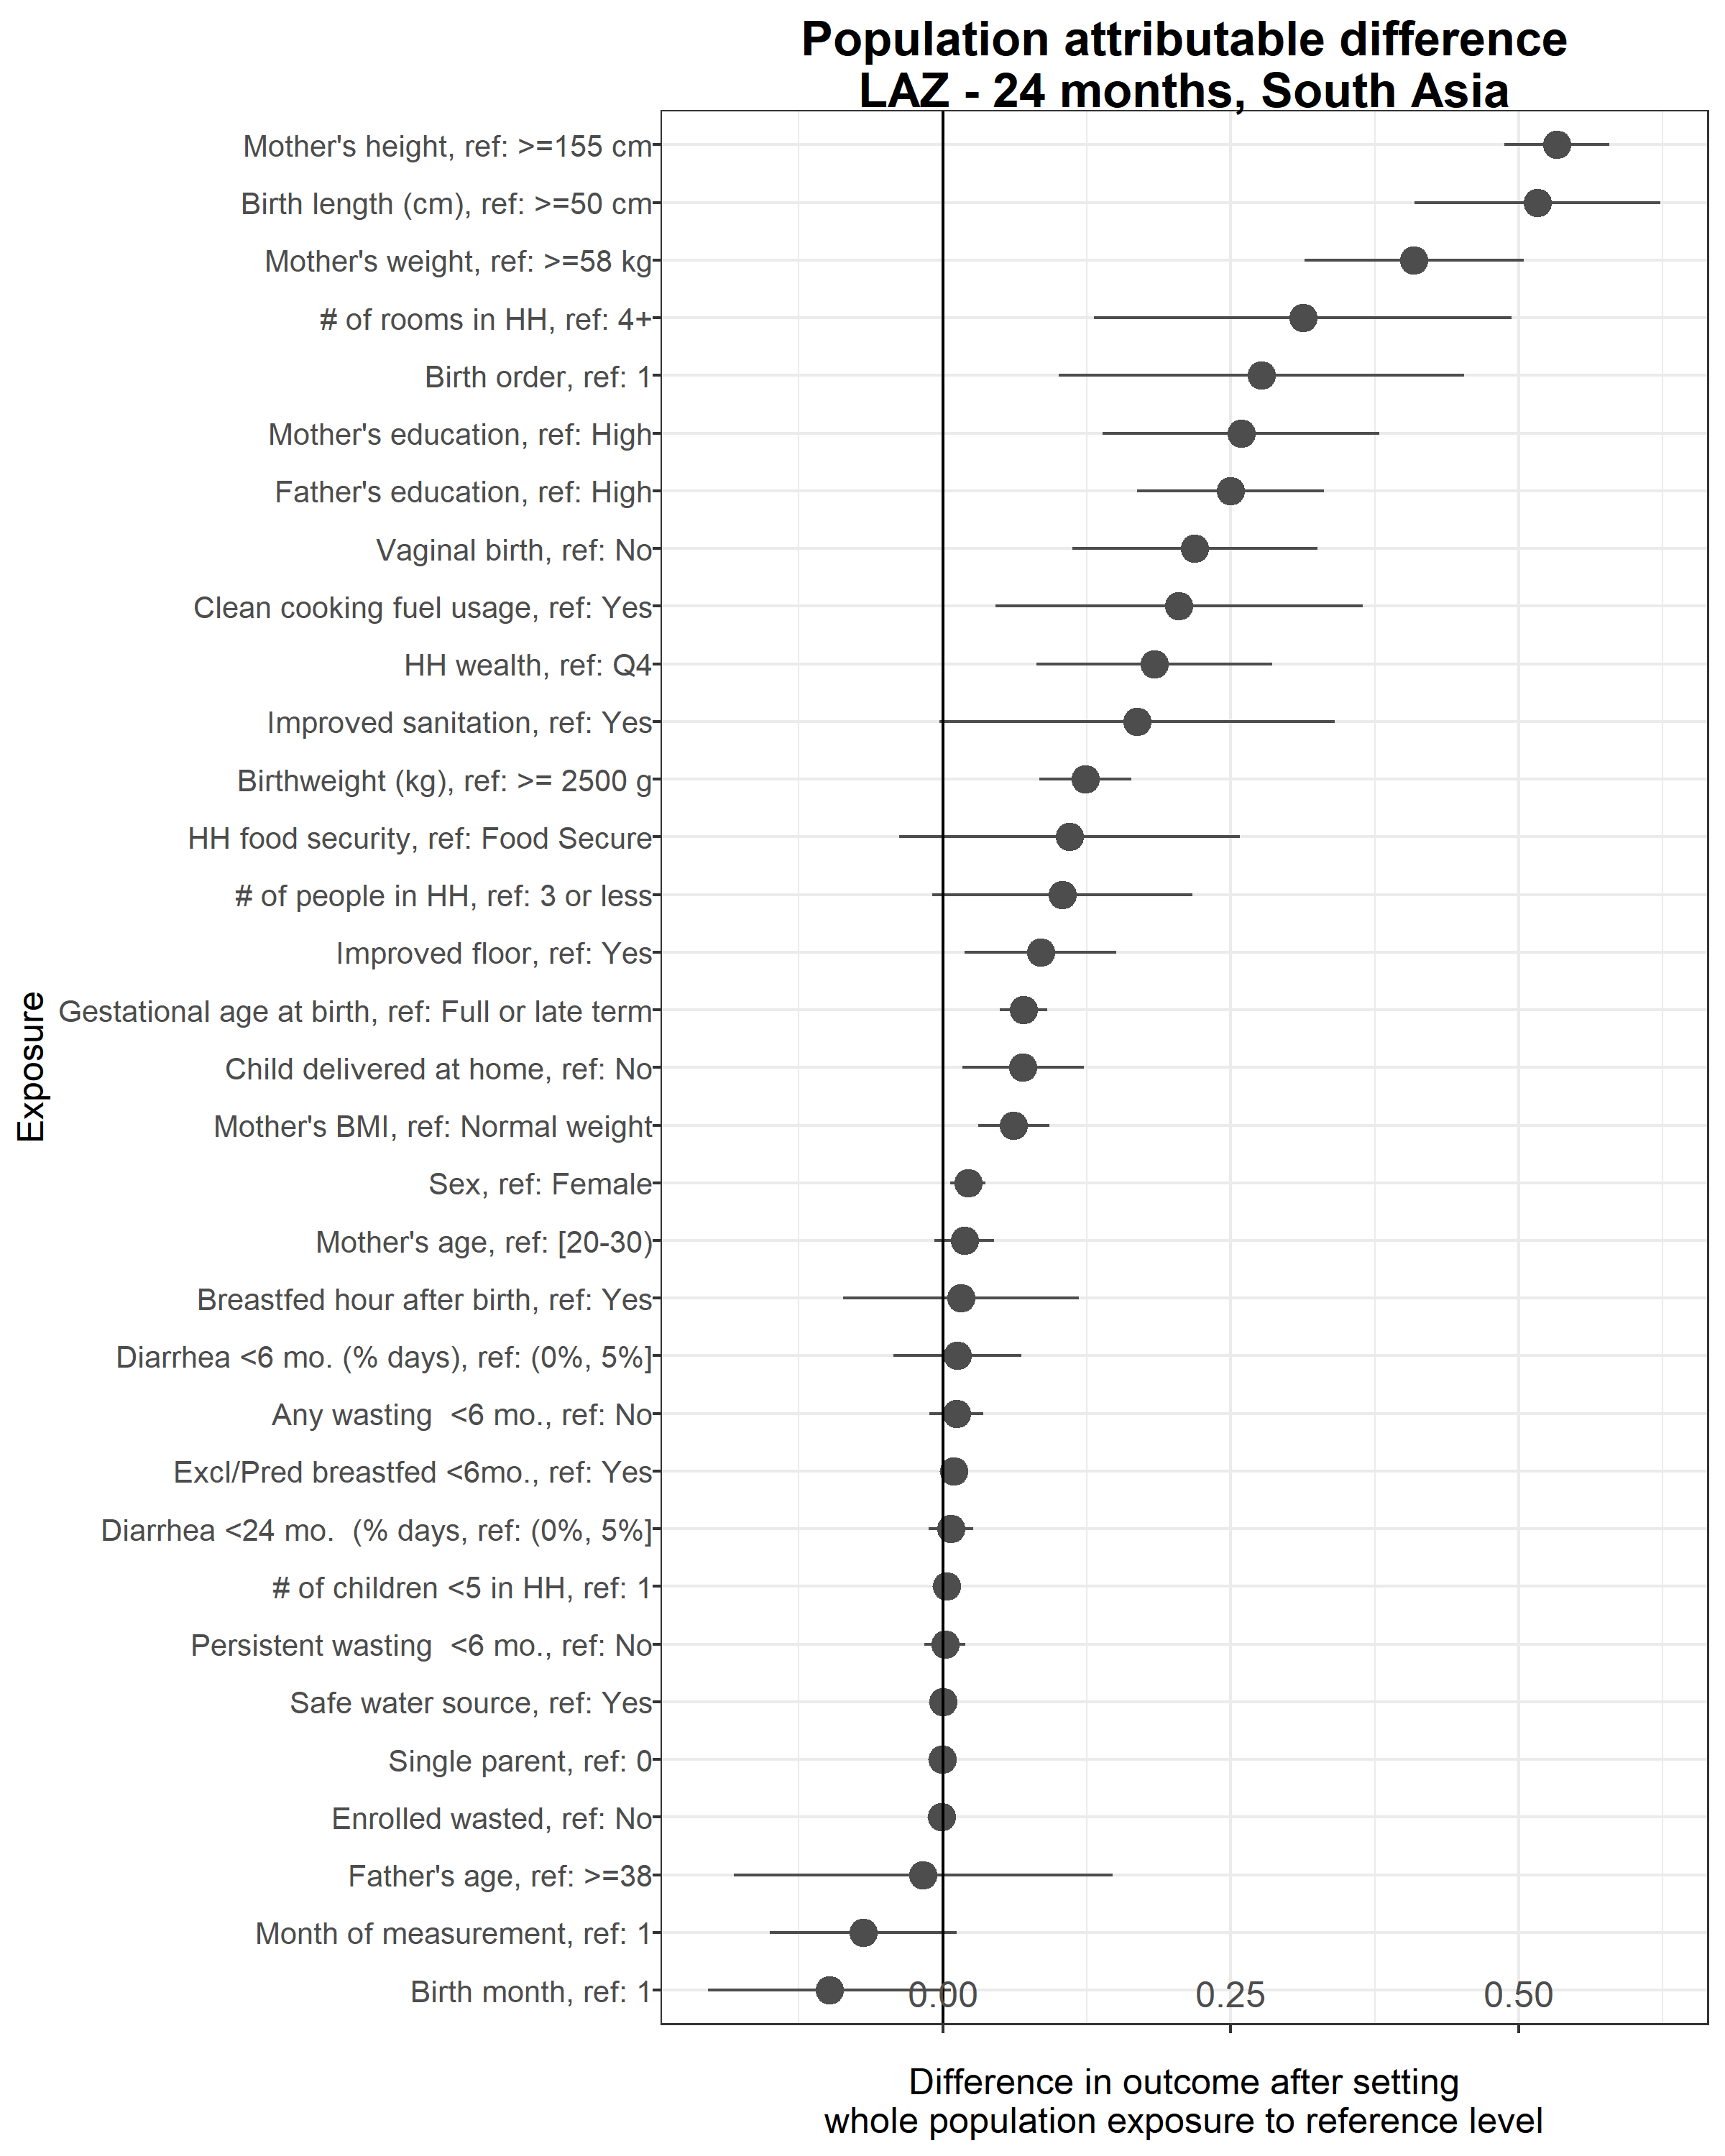 Population attributable difference
LAZ - 24 months, South Asia
Mother's height, ref: >=155 cm
Birth length (cm), ref: >=50 cm
Mother's weight, ref: >=58 kg
# of rooms in HH, ref: 4+
Birth order, ref: 1
Mother's education, ref: High
Father's education, ref: High
Vaginal birth, ref: No
Clean cooking fuel usage, ref: Yes
HH wealth, ref: Q4
Improved sanitation, ref: Yes
Birthweight (kg), ref: >= 2500 g
HH food security, ref: Food Secure
# of people in HH, ref: 3 or less
Improved floor, ref: Yes
Gestational age at birth, ref: Full or late term
Child delivered at home, ref: No
Mother's BMI, ref: Normal weight
Sex, ref: Female
Mother's age, ref: [20-30)
Breastfed hour after birth, ref: Yes
Diarrhea <6 mo. (% days), ref: (0%, 5%]
Any wasting  <6 mo., ref: No
Excl/Pred breastfed <6mo., ref: Yes
Diarrhea <24 mo.  (% days, ref: (0%, 5%]
# of children <5 in HH, ref: 1
Persistent wasting  <6 mo., ref: No
Safe water source, ref: Yes
Single parent, ref: 0
Enrolled wasted, ref: No
Father's age, ref: >=38
Month of measurement, ref: 1
Birth month, ref: 1
Exposure
0.00 0.25 0.50
Difference in outcome after setting
whole population exposure to reference level